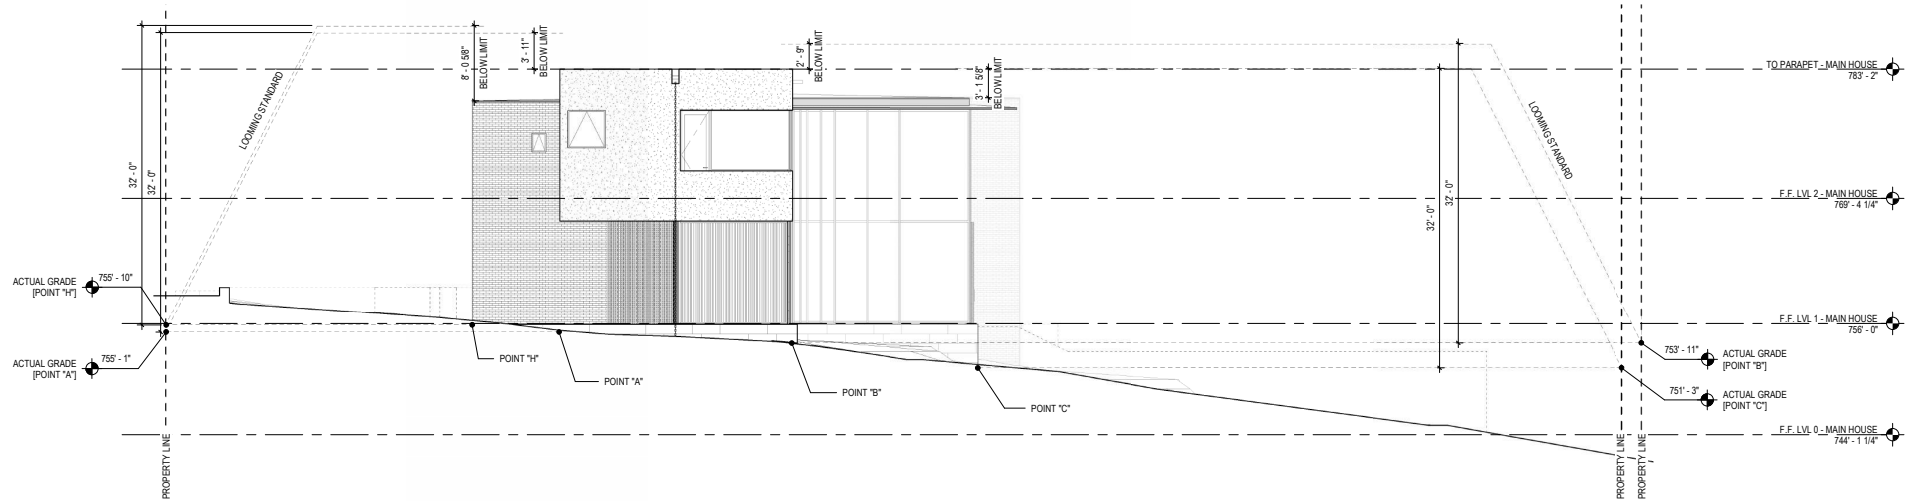 8' - 0 5/8"
BELOW LIMIT
3' - 11"
BELOW LIMIT
2' - 9"
BELOW LIMIT
3' - 1 5/8"
BELOW LIMIT
TO PARAPET - MAIN HOUSE
783' - 2"
LOOMING STANDARD
LOOMING STANDARD
32' - 0"
32' - 0"
32' - 0"
32' - 0"
F.F. LVL 2 - MAIN HOUSE
769' - 4 1/4"
ACTUAL GRADE
[POINT "H"]
755' - 10"
F.F. LVL 1 - MAIN HOUSE
756' - 0"
ACTUAL GRADE
[POINT "A"]
755' - 1"
POINT "H"
POINT "A"
POINT "B"
POINT "C"
753' - 11"
ACTUAL GRADE
[POINT "B"]
751' - 3"
ACTUAL GRADE
[POINT "C"]
F.F. LVL 0 - MAIN HOUSE
744' - 1 1/4"
PROPERTY LINE
PROPERTY LINE
PROPERTY LINE